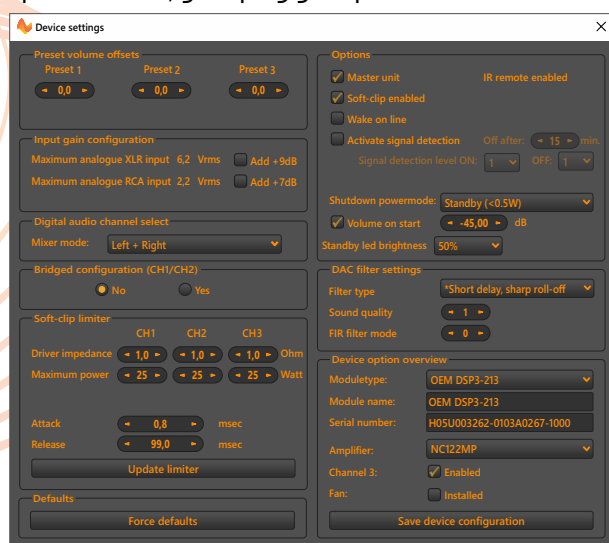 Device settings
Preset volume offsets
Preset 1 Preset 2 Preset 3
0,0 0,0 0,0
Input gain configuration
Maximum analogue XLR input 6,2 Vrms Add +9dB
Maximum analogue RCA input 2,2 Vrms Add +7dB
Digital audio channel select
Mixer mode: Left + Right
Bridged configuration (CH1/CH2)
No Yes
Soft-clip limiter
CH1 CH2 CH3
Driver impedance 1,0 1,0 1,0 Ohm
Maximum power 25 25 25 Watt
Attack 0,8 msec
Release 99,0 msec
Update limiter
Defaults
Force defaults
Options
Master unit IR remote enabled
Soft-clip enabled
Wake on line
Activate signal detection Off after: 15 min.
Signal detection level ON: 1 OFF: 1
Shutdown powermode: Standby (<0.5W)
Volume on start -45,00 dB
Standby led brightness 50%
DAC filter settings
Filter type *Short delay, sharp roll-off
Sound quality 1
FIR filter mode 0
Device option overview
Moduletype: OEM DSP3-213
Module name: OEM DSP3-213
Serial number: H05U003262-0103A0267-1000
Amplifier: NC122MP
Channel 3: Enabled
Fan: Installed
Save device configuration